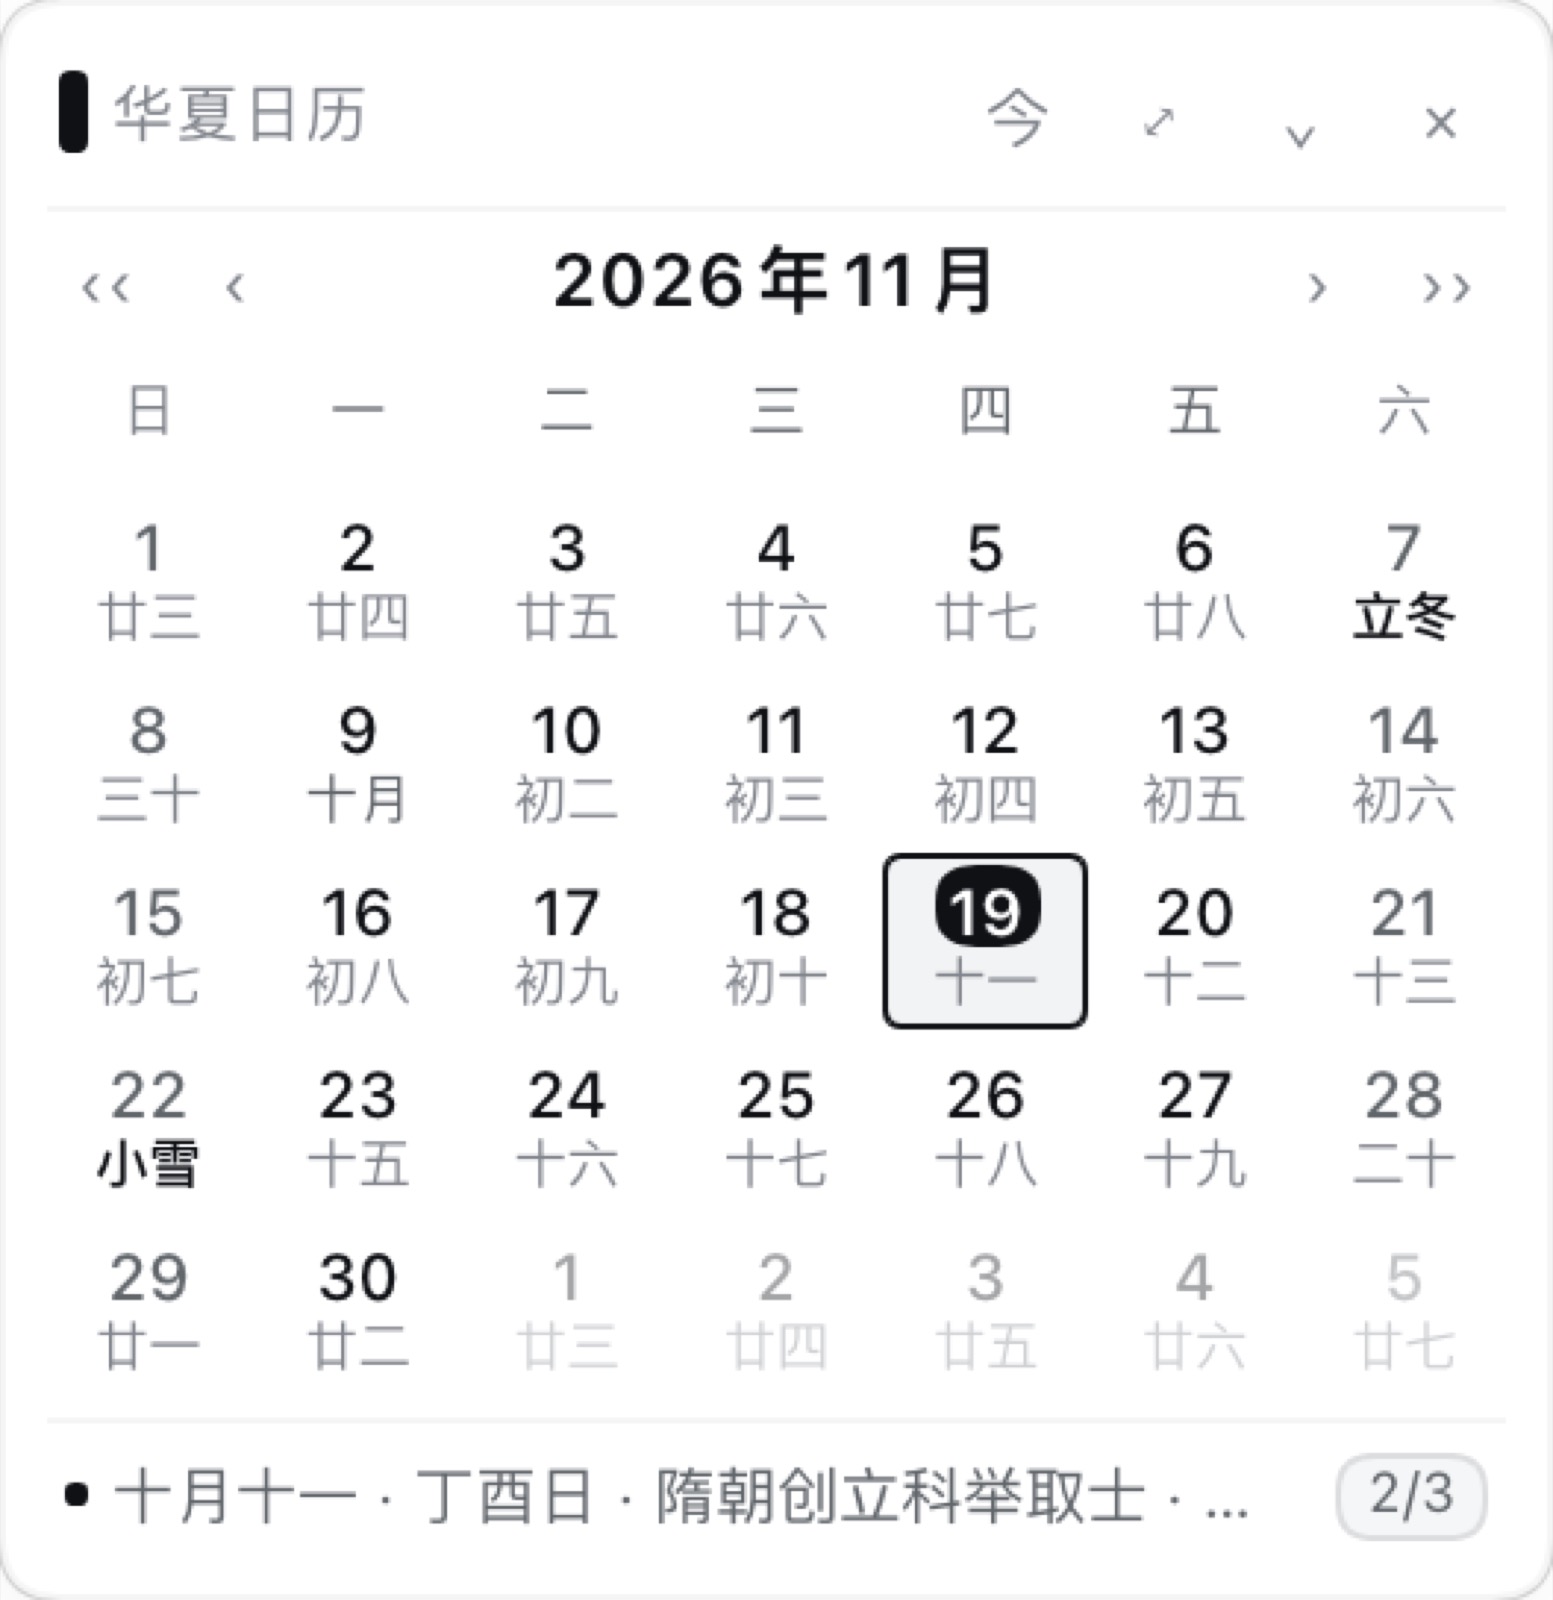 华夏日历 今 ⤢ ⌄ ×
‹‹ ‹ 2026年11月 › ››
日 一 二 三 四 五 六
1 2 3 4 5 6 7
廿三 廿四 廿五 廿六 廿七 廿八 立冬
8 9 10 11 12 13 14
三十 十月 初二 初三 初四 初五 初六
15 16 17 18 19 20 21
初七 初八 初九 初十 十一 十二 十三
22 23 24 25 26 27 28
小雪 十五 十六 十七 十八 十九 二十
29 30 1 2 3 4 5
廿一 廿二 廿三 廿四 廿五 廿六 廿七
• 十月十一 · 丁酉日 · 隋朝创立科举取士 · ... 2/3